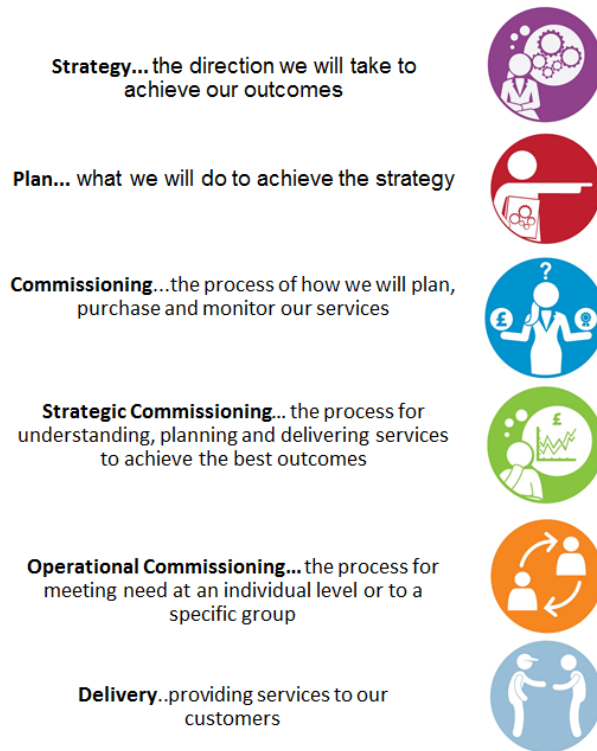 Strategy... the direction we will take to
achieve our outcomes
Plan... what we will do to achieve the strategy
Commissioning...the process of how we will plan,
purchase and monitor our services
?
£
Strategic Commissioning... the process for
understanding, planning and delivering services
to achieve the best outcomes
£
Operational Commissioning...the process for
meeting need at an individual level or to a
specific group
Delivery..providing services to our
customers